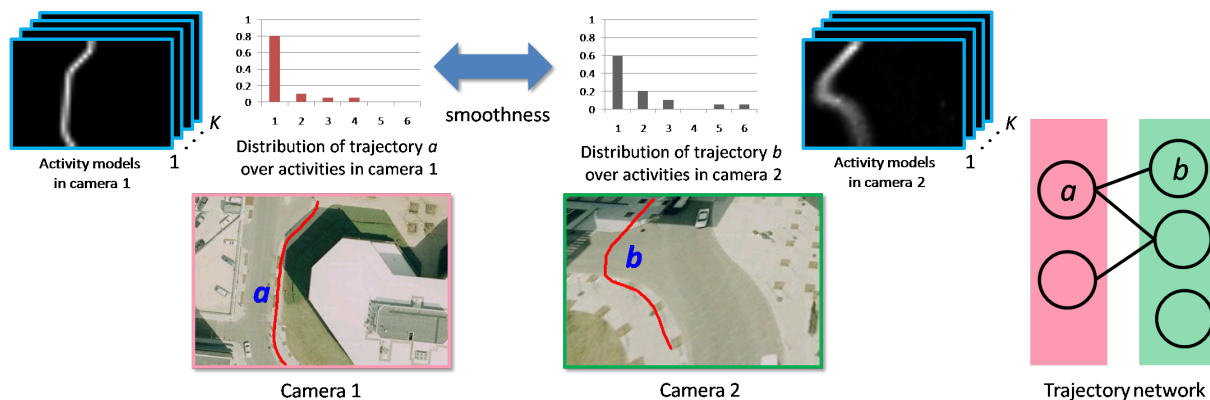 1
0.8
0.6
0.4
0.2
0
1 2 3 4 5 6
Distribution of trajectory a
over activities in camera 1
Activity models
in camera 1
1 ... K
smoothness
1
0.8
0.6
0.4
0.2
0
1 2 3 4 5 6
Distribution of trajectory b
over activities in camera 2
Activity models
in camera 2
1 ... K
a
Camera 1
b
Camera 2
a
b
Trajectory network